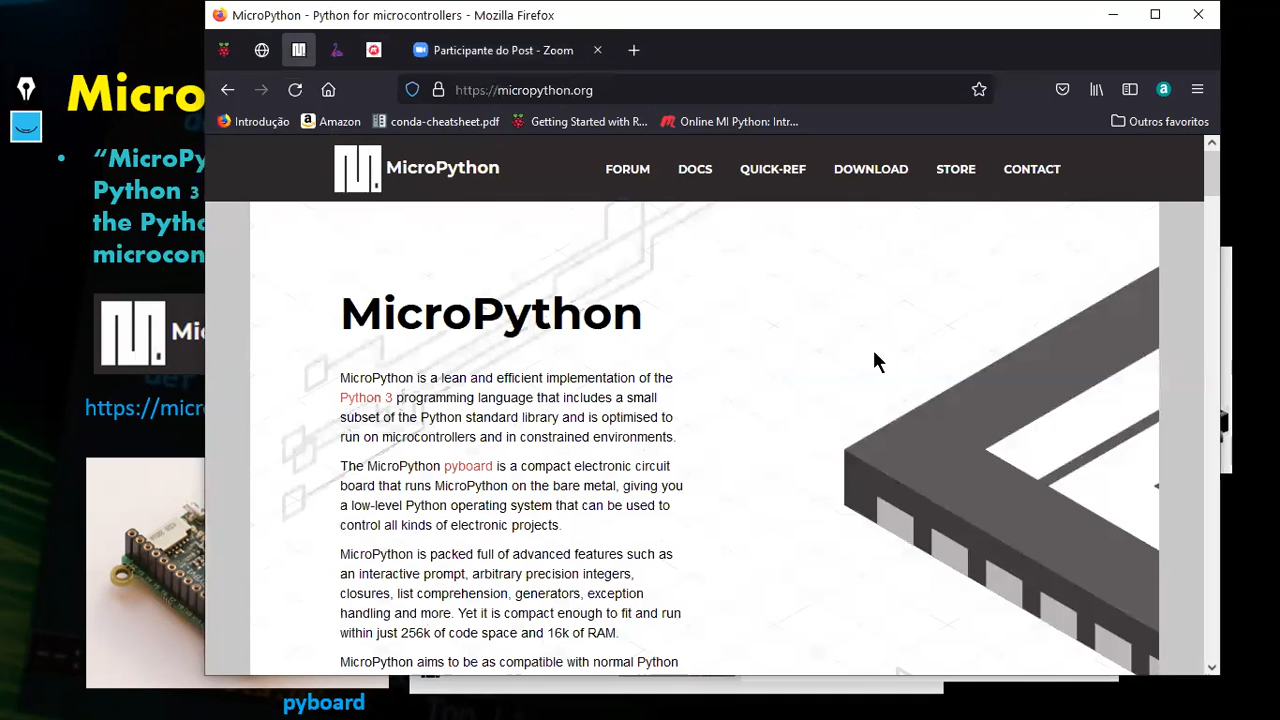 MicroPython - Python for microcontrollers - Mozilla Firefox
Participante do Post - Zoom
https://micropython.org
Introdução
Amazon
conda-cheatsheet.pdf
Getting Started with R...
Online MI Python: Intr...
Outros favoritos
MicroPython
FORUM
DOCS
QUICK-REF
DOWNLOAD
STORE
CONTACT
MicroPython
MicroPython is a lean and efficient implementation of the
Python 3 programming language that includes a small
subset of the Python standard library and is optimised to
run on microcontrollers and in constrained environments.
The MicroPython pyboard is a compact electronic circuit
board that runs MicroPython on the bare metal, giving you
a low-level Python operating system that can be used to
control all kinds of electronic projects.
MicroPython is packed full of advanced features such as
an interactive prompt, arbitrary precision integers,
closures, list comprehension, generators, exception
handling and more. Yet it is compact enough to fit and run
within just 256k of code space and 16k of RAM.
MicroPython aims to be as compatible with normal Python
Micro
• “MicroPy
Python 3
the Pytho
microcon
Mi
https://micr
pyboard